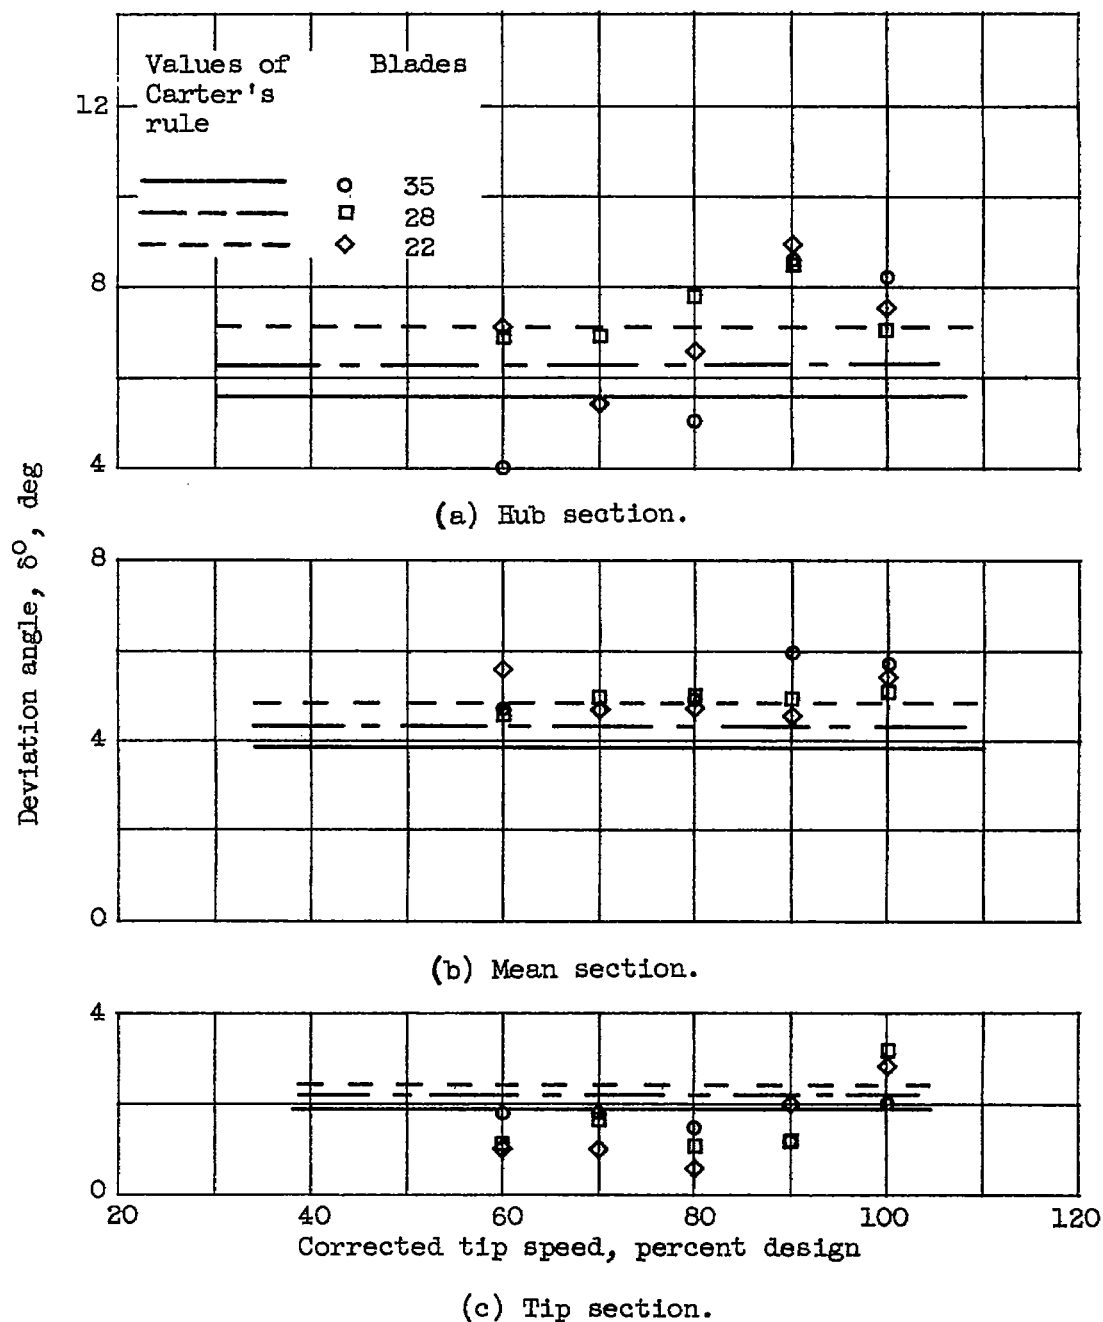 Values of Carter's rule
Blades
35
28
22
12
8
4
(a) Hub section.
Deviation angle, δ°, deg
8
4
0
(b) Mean section.
4
0
20 40 60 80 100 120
Corrected tip speed, percent design
(c) Tip section.